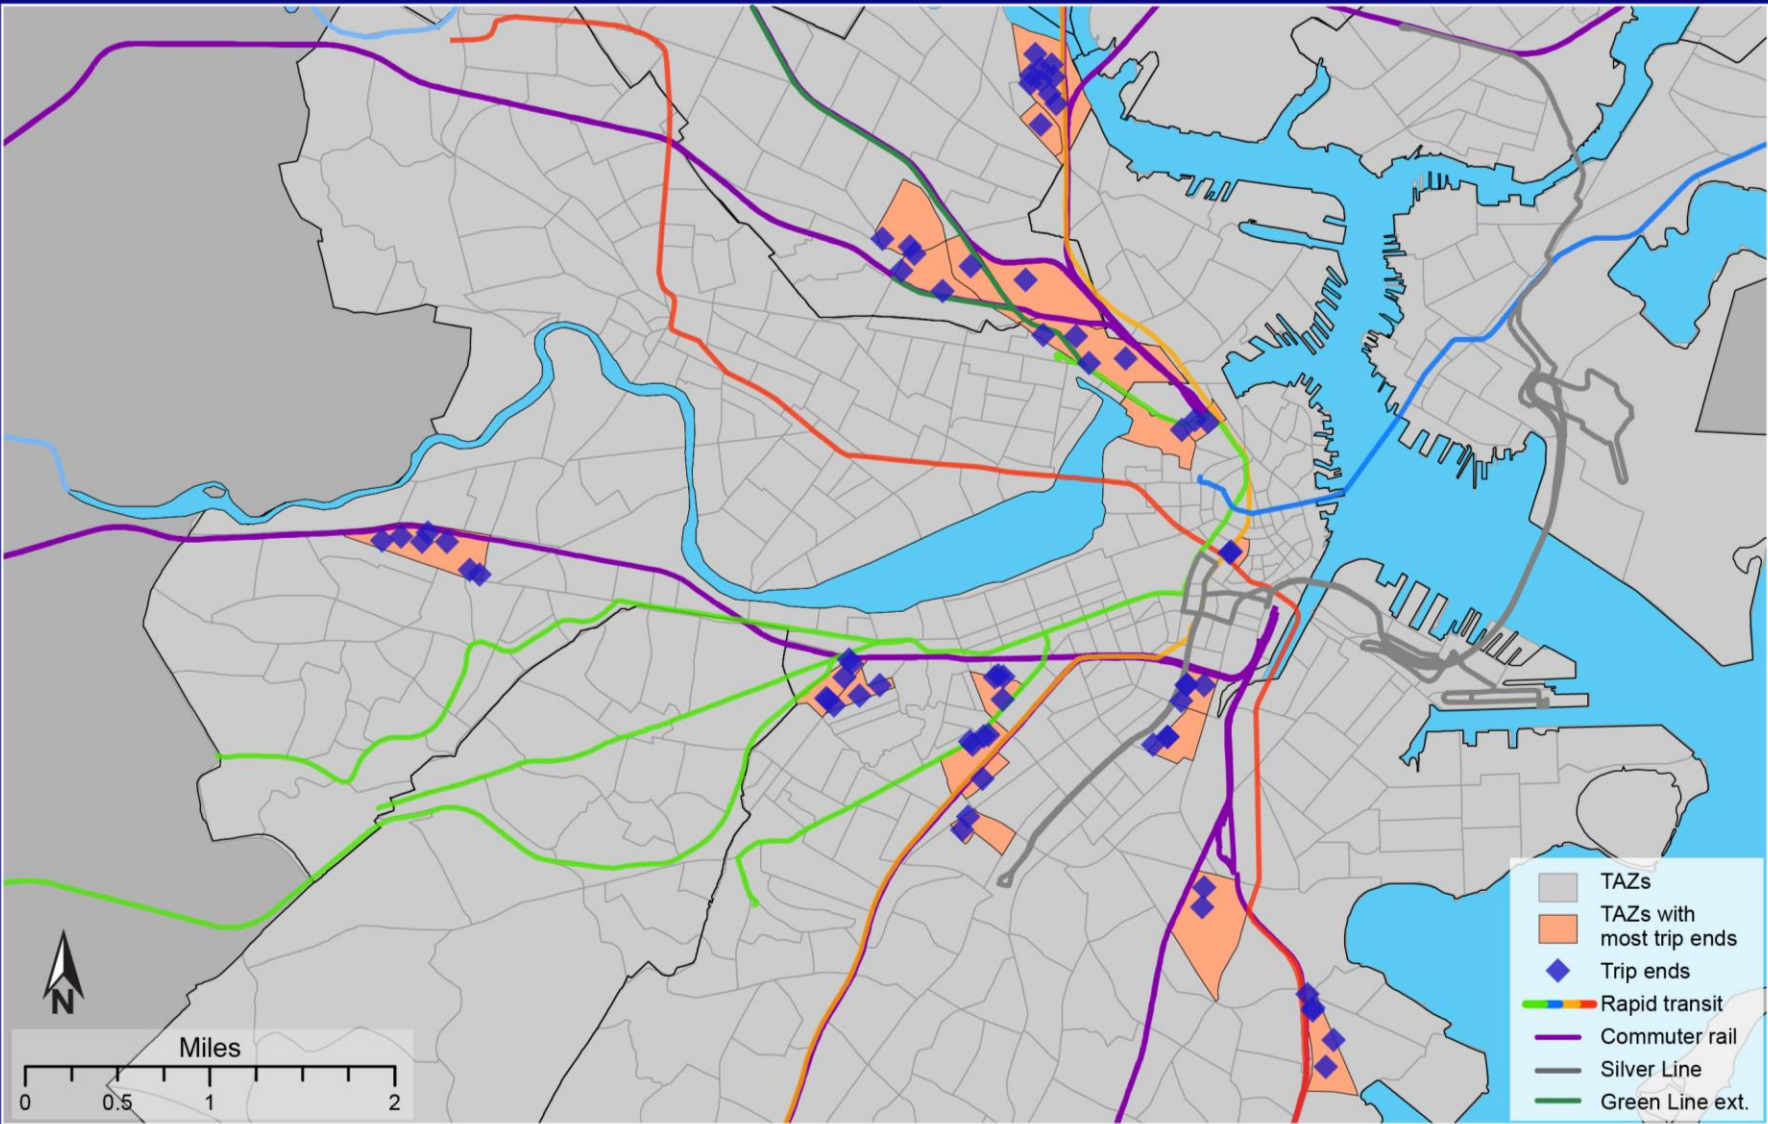 TAZs
TAZs with
most trip ends
Trip ends
Rapid transit
Commuter rail
Silver Line
Green Line ext.
N
Miles
0 0.5 1 2